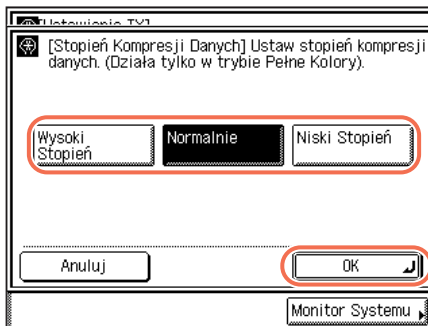 [Stopień Kompresji Danych] Ustaw stopień kompresji
danych. (Działa tylko w trybie Pełne Kolory).
Wysoki
Stopień
Normalnie
Niski Stopień
Anuluj
OK
Monitor Systemu